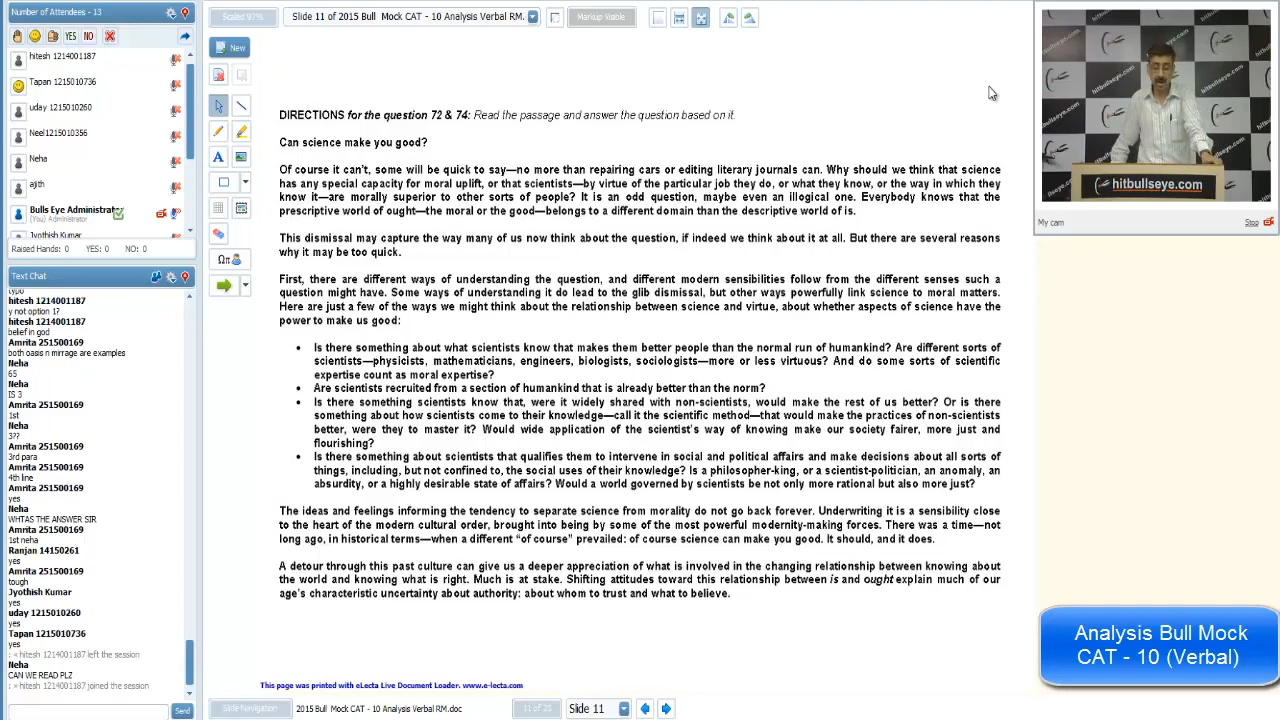 Number of Attendees - 13
YES NO
hitesh 1214001187
Tapan 1215010736
uday 1215010260
Neel1215010356
Neha
ajith
Bulls Eye Administrator
(You) Administrator
Jyothish Kumar
Raised Hands: 0 YES: 0 NO: 0
Text Chat
typo
hitesh 1214001187
y not option 1?
hitesh 1214001187
belief in god
Amrita 251500169
both oasis n mirrage are examples
Neha
65
Neha
IS 3
Amrita 251500169
1st
Neha
3??
Amrita 251500169
3rd para
Amrita 251500169
4th line
Amrita 251500169
yes
Neha
WHTAS THE ANSWER SIR
Amrita 251500169
1st neha
Ranjan 14150261
yes
Amrita 251500169
tough
Jyothish Kumar
yes
uday 1215010260
yes
Tapan 1215010736
yes
: « hitesh 1214001187 left the session
Neha
CAN WE READ PLZ
: » hitesh 1214001187 joined the session
Send
Scaled 97%
Slide 11 of 2015 Bull Mock CAT - 10 Analysis Verbal RM.
Markup Visible
New
A
Ωπ
DIRECTIONS for the question 72 & 74: Read the passage and answer the question based on it.
Can science make you good?
Of course it can't, some will be quick to say—no more than repairing cars or editing literary journals can. Why should we think that science
has any special capacity for moral uplift, or that scientists—by virtue of the particular job they do, or what they know, or the way in which they
know it—are morally superior to other sorts of people? It is an odd question, maybe even an illogical one. Everybody knows that the
prescriptive world of ought—the moral or the good—belongs to a different domain than the descriptive world of is.
This dismissal may capture the way many of us now think about the question, if indeed we think about it at all. But there are several reasons
why it may be too quick.
First, there are different ways of understanding the question, and different modern sensibilities follow from the different senses such a
question might have. Some ways of understanding it do lead to the glib dismissal, but other ways powerfully link science to moral matters.
Here are just a few of the ways we might think about the relationship between science and virtue, about whether aspects of science have the
power to make us good:
• Is there something about what scientists know that makes them better people than the normal run of humankind? Are different sorts of
scientists—physicists, mathematicians, engineers, biologists, sociologists—more or less virtuous? And do some sorts of scientific
expertise count as moral expertise?
• Are scientists recruited from a section of humankind that is already better than the norm?
• Is there something scientists know that, were it widely shared with non-scientists, would make the rest of us better? Or is there
something about how scientists come to their knowledge—call it the scientific method—that would make the practices of non-scientists
better, were they to master it? Would wide application of the scientist's way of knowing make our society fairer, more just and
flourishing?
• Is there something about scientists that qualifies them to intervene in social and political affairs and make decisions about all sorts of
things, including, but not confined to, the social uses of their knowledge? Is a philosopher-king, or a scientist-politician, an anomaly, an
absurdity, or a highly desirable state of affairs? Would a world governed by scientists be not only more rational but also more just?
The ideas and feelings informing the tendency to separate science from morality do not go back forever. Underwriting it is a sensibility close
to the heart of the modern cultural order, brought into being by some of the most powerful modernity-making forces. There was a time—not
long ago, in historical terms—when a different "of course" prevailed: of course science can make you good. It should, and it does.
A detour through this past culture can give us a deeper appreciation of what is involved in the changing relationship between knowing about
the world and knowing what is right. Much is at stake. Shifting attitudes toward this relationship between is and ought explain much of our
age's characteristic uncertainty about authority: about whom to trust and what to believe.
This page was printed with eLecta Live Document Loader. www.e-lecta.com
Slide Navigation
2015 Bull Mock CAT - 10 Analysis Verbal RM.doc
11 of 23
Slide 11
hitbullseye.com
My cam
Stop
Analysis Bull Mock
CAT - 10 (Verbal)